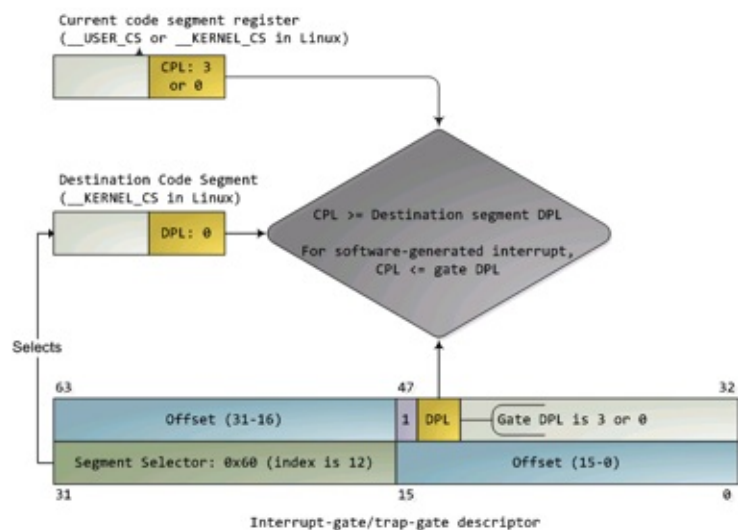 Current code segment register
(__USER_CS or __KERNEL_CS in Linux)
CPL: 3
or 0
Destination Code Segment
(__KERNEL_CS in Linux)
DPL: 0
CPL >= Destination segment DPL
For software-generated interrupt,
CPL <= gate DPL
Selects
63
47
32
Offset (31-16)
1
DPL
Gate DPL is 3 or 0
Segment Selector: 0x60 (index is 12)
Offset (15-0)
31
15
0
Interrupt-gate/trap-gate descriptor